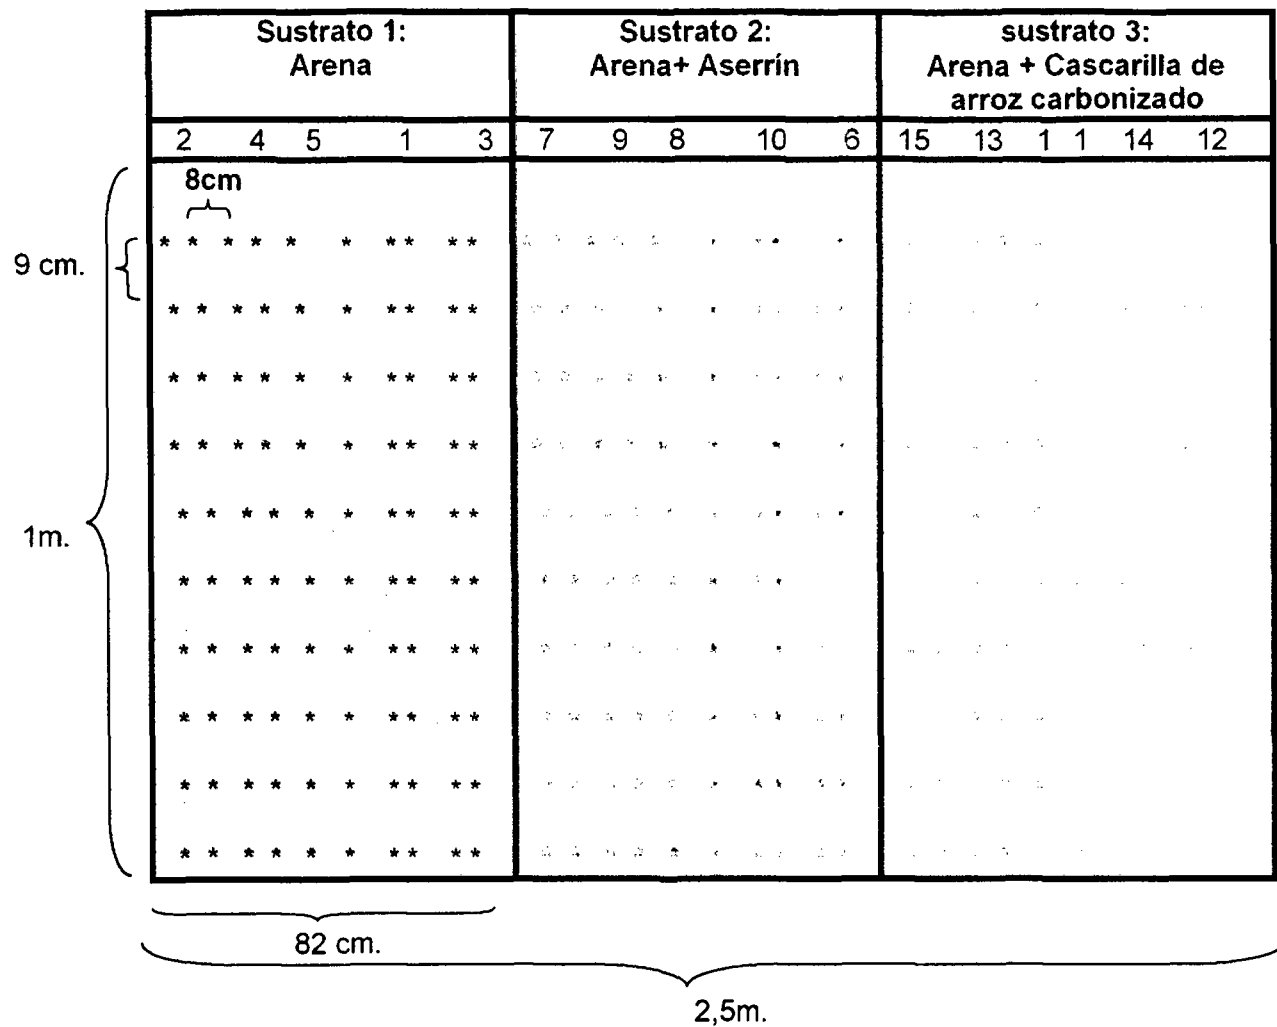 Sustrato 1:
Arena
Sustrato 2:
Arena+ Aserrín
sustrato 3:
Arena + Cascarilla de
arroz carbonizado
2 4 5 1 3
7 9 8 10 6
15 13 1 1 14 12
8cm
* * * * * * * * * *
9 cm.
* * * * * * * * * *
* * * * * * * * * *
* * * * * * * * * *
* * * * * * * * * *
1m.
* * * * * * * * * *
* * * * * * * * * *
* * * * * * * * * *
* * * * * * * * * *
* * * * * * * * * *
82 cm.
2,5m.